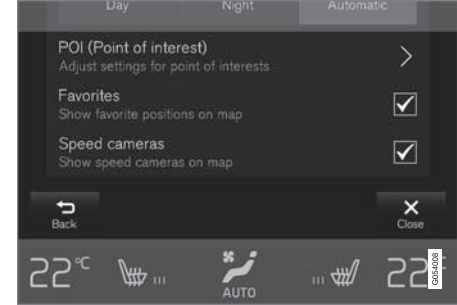 Day Night Automatic
POI (Point of interest)
Adjust settings for point of interests
Favorites
Show favorite positions on map
Speed cameras
Show speed cameras on map
Back Close
22°C AUTO 22°
G054008